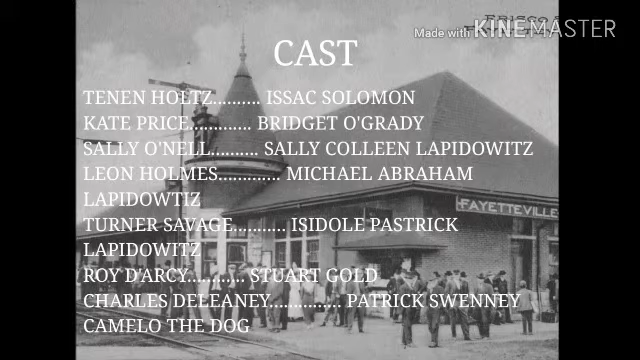 Made with KINEMASTER
CAST
TENEN HOLTZ.......... ISSAC SOLOMON
KATE PRICE............. BRIDGET O'GRADY
SALLY O'NELL.......... SALLY COLLEEN LAPIDOWITZ
LEON HOLMES............. MICHAEL ABRAHAM
LAPIDOWTIZ
TURNER SAVAGE........... ISIDOLE PASTRICK
LAPIDOWITZ
ROY D'ARCY............ STUART GOLD
CHARLES DELEANEY............... PATRICK SWENNEY
CAMELO THE DOG
FAYETTEVILLE